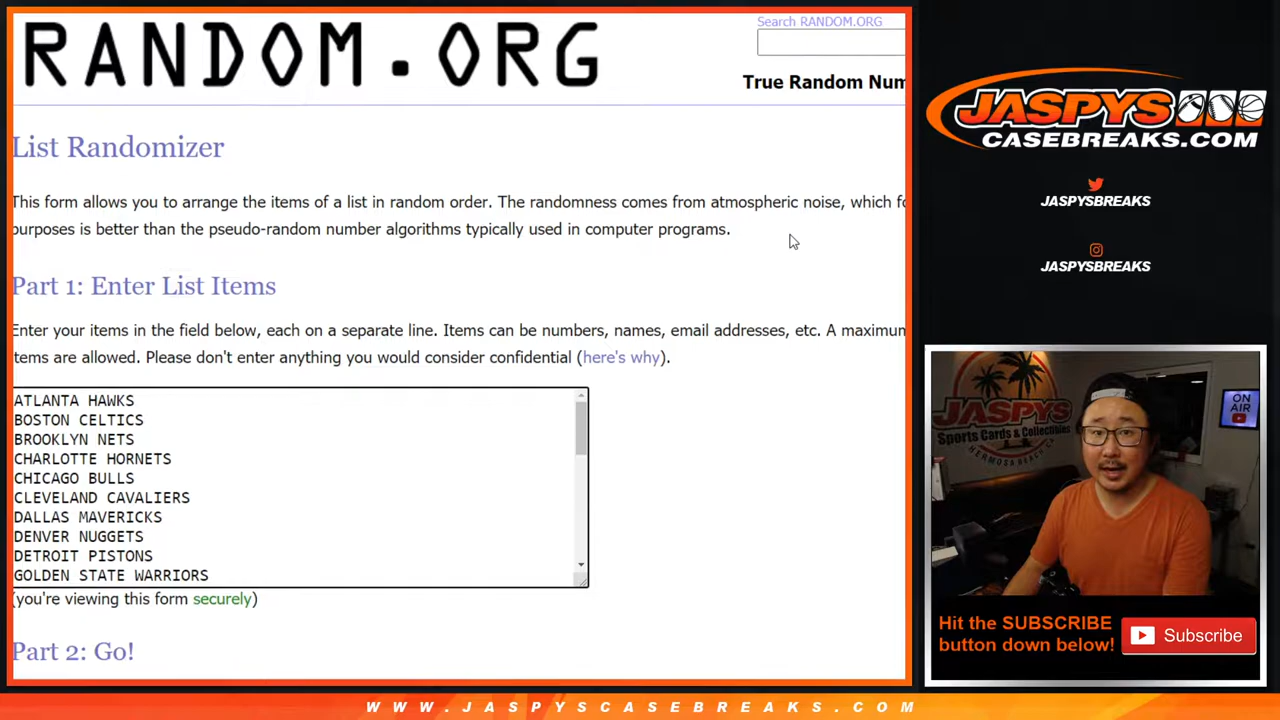 RANDOM.ORG
Search RANDOM.ORG
True Random Num
List Randomizer
This form allows you to arrange the items of a list in random order. The randomness comes from atmospheric noise, which fo
purposes is better than the pseudo-random number algorithms typically used in computer programs.
Part 1: Enter List Items
Enter your items in the field below, each on a separate line. Items can be numbers, names, email addresses, etc. A maximum
items are allowed. Please don't enter anything you would consider confidential (here's why).
ATLANTA HAWKS
BOSTON CELTICS
BROOKLYN NETS
CHARLOTTE HORNETS
CHICAGO BULLS
CLEVELAND CAVALIERS
DALLAS MAVERICKS
DENVER NUGGETS
DETROIT PISTONS
GOLDEN STATE WARRIORS
(you're viewing this form securely)
Part 2: Go!
JASPYS
CASEBREAKS.COM
JASPYSBREAKS
JASPYSBREAKS
JASPYS
Sports Cards & Collectibles
HERMOSA BEACH, CA
ON
AIR
Hit the SUBSCRIBE
button down below!
Subscribe
WWW.JASPYSCASEBREAKS.COM